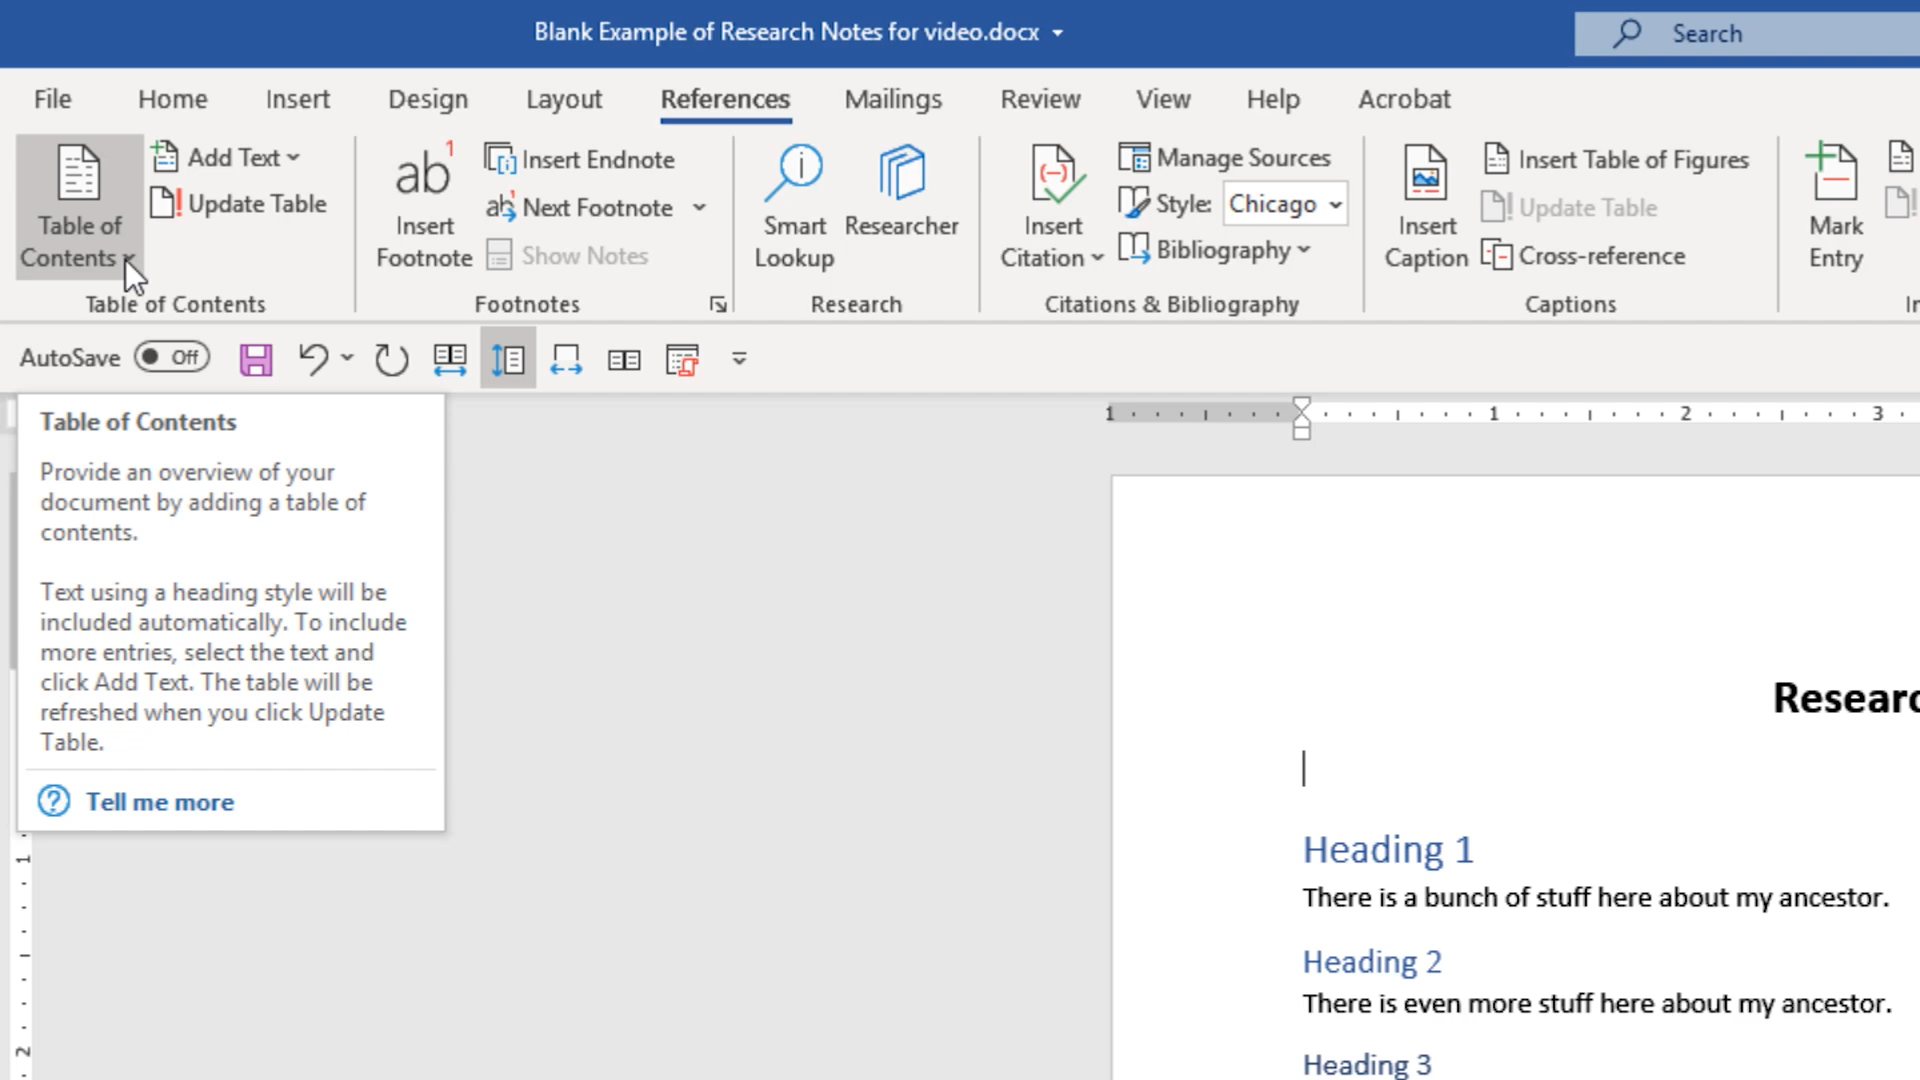 Blank Example of Research Notes for video.docx
Search
File Home Insert Design Layout References Mailings Review View Help Acrobat
Table of
Contents
Add Text
Update Table
Table of Contents
ab1
Insert
Footnote
Insert Endnote
Next Footnote
Show Notes
Footnotes
Smart
Lookup
Researcher
Research
Insert
Citation
Manage Sources
Style: Chicago
Bibliography
Citations & Bibliography
Insert
Caption
Insert Table of Figures
Update Table
Cross-reference
Captions
Mark
Entry
AutoSave Off
Table of Contents
Provide an overview of your
document by adding a table of
contents.
Text using a heading style will be
included automatically. To include
more entries, select the text and
click Add Text. The table will be
refreshed when you click Update
Table.
Tell me more
1 1 2 3
1
2
Heading 1
There is a bunch of stuff here about my ancestor.
Heading 2
There is even more stuff here about my ancestor.
Heading 3